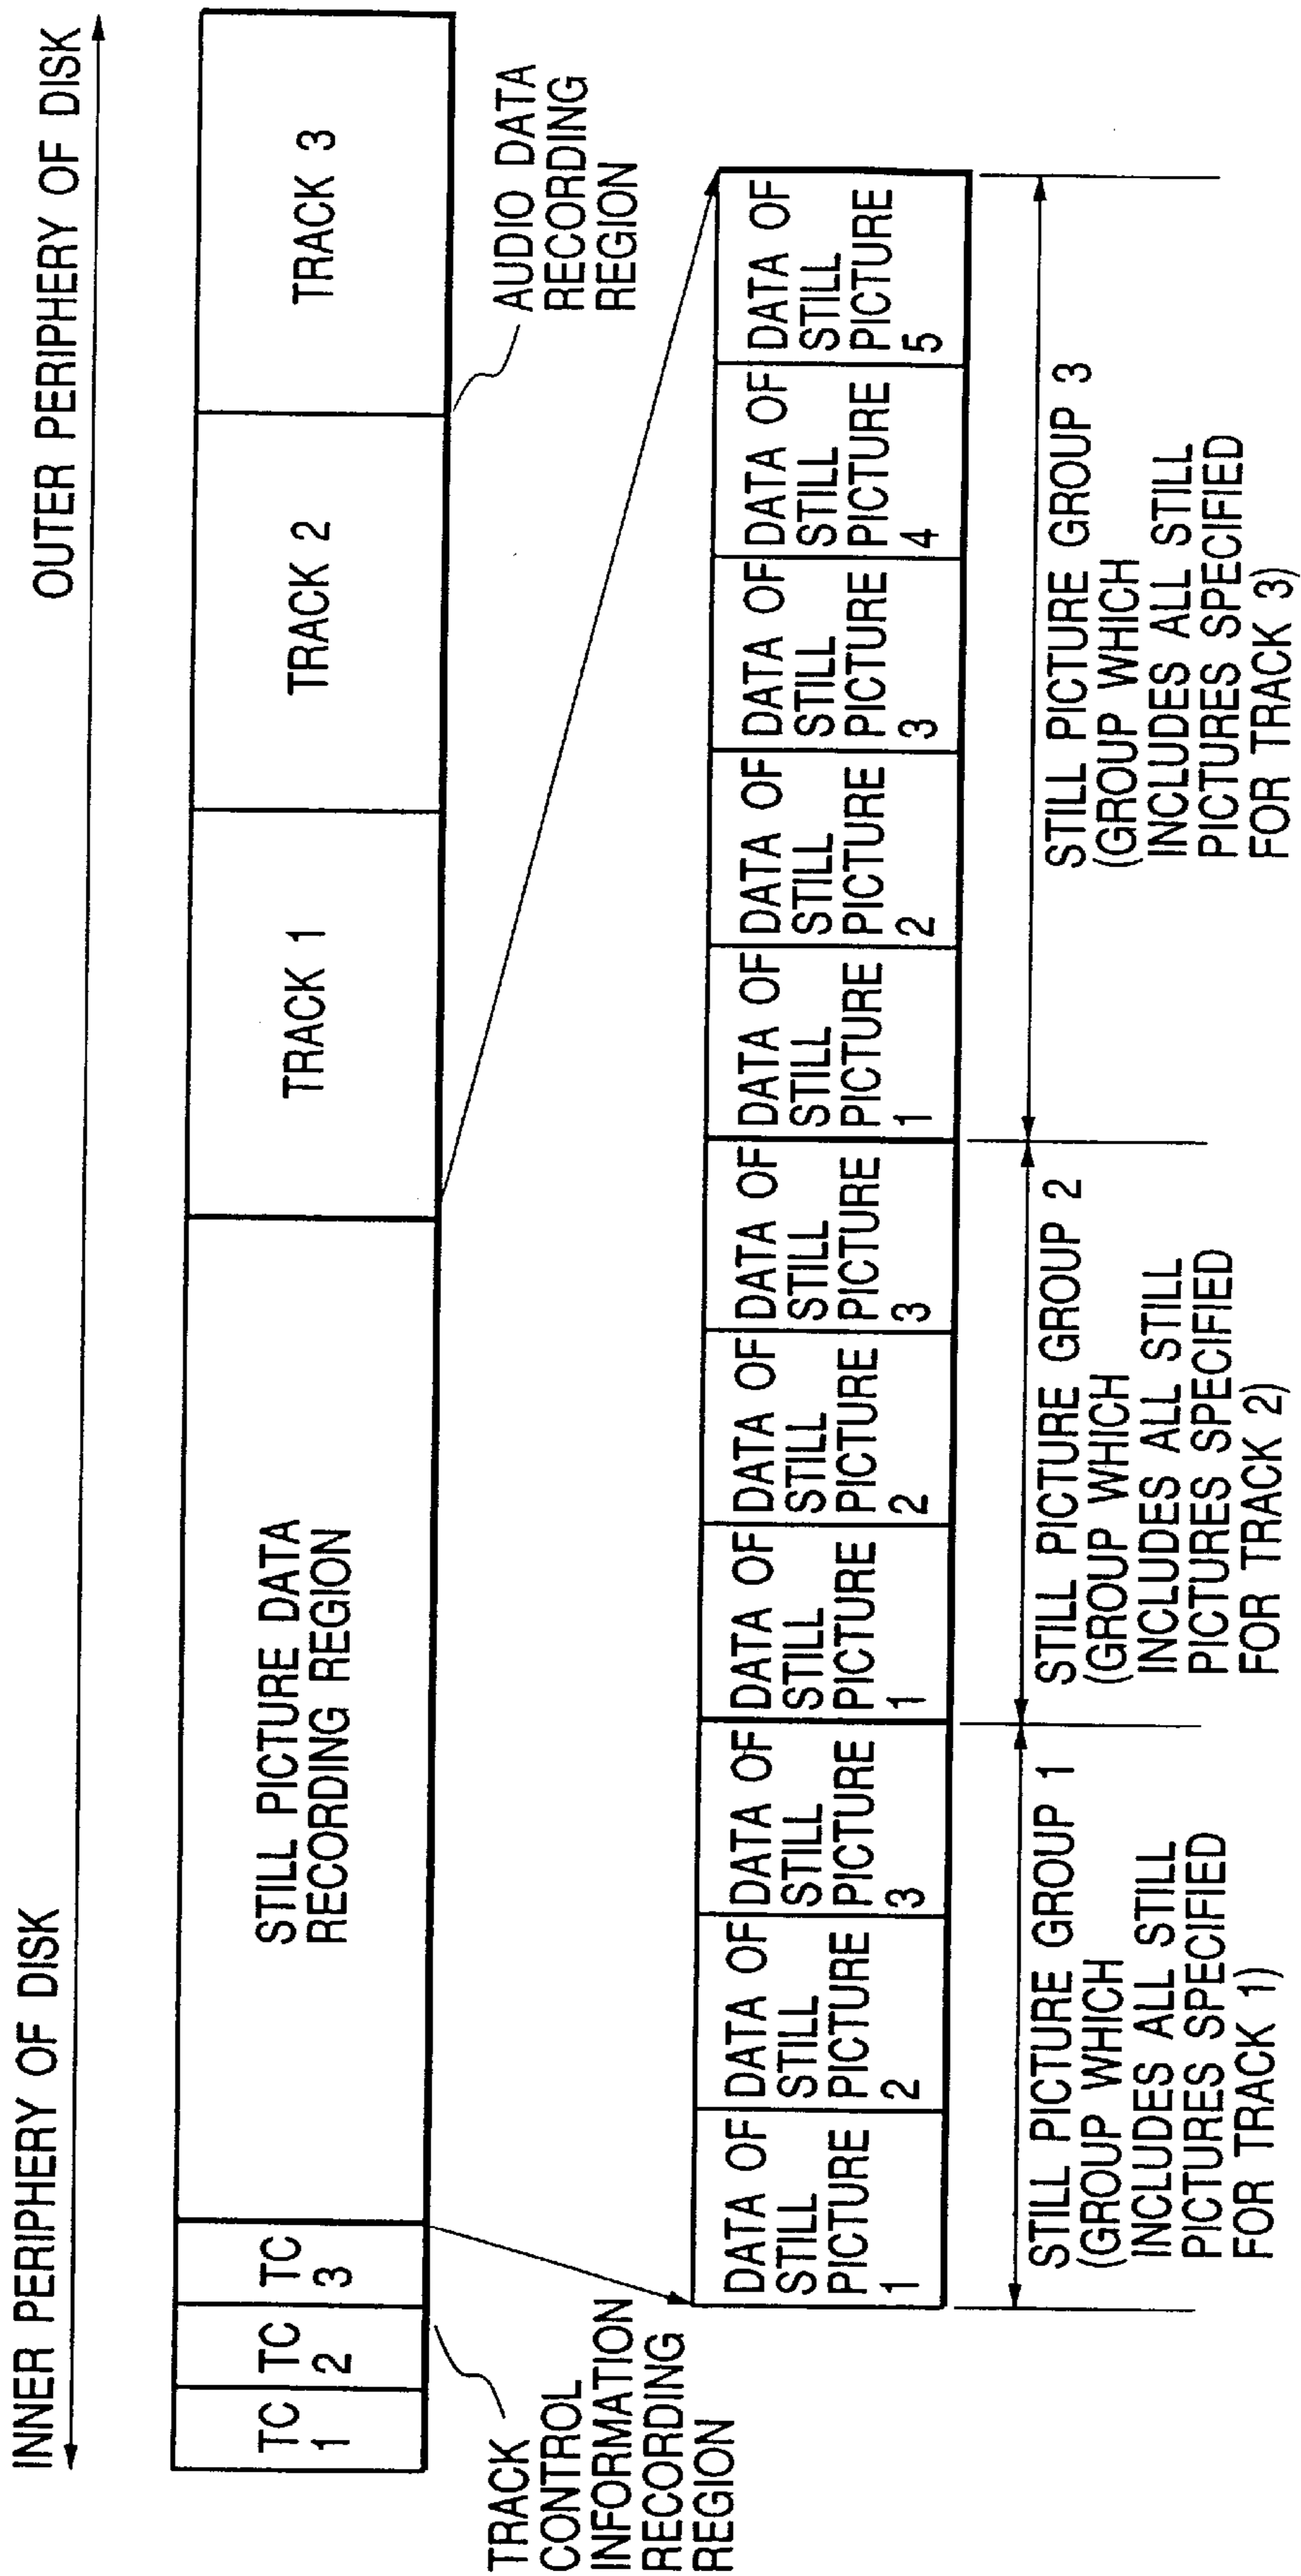 INNER PERIPHERY OF DISK
OUTER PERIPHERY OF DISK
TC
1
TC
2
TC
3
STILL PICTURE DATA
RECORDING REGION
TRACK 1
TRACK 2
TRACK 3
TRACK
CONTROL
INFORMATION
RECORDING
REGION
AUDIO DATA
RECORDING
REGION
DATA OF
STILL
PICTURE
1
DATA OF
STILL
PICTURE
2
DATA OF
STILL
PICTURE
3
DATA OF
STILL
PICTURE
1
DATA OF
STILL
PICTURE
2
DATA OF
STILL
PICTURE
3
DATA OF
STILL
PICTURE
1
DATA OF
STILL
PICTURE
2
DATA OF
STILL
PICTURE
3
DATA OF
STILL
PICTURE
4
DATA OF
STILL
PICTURE
5
STILL PICTURE GROUP 1
(GROUP WHICH
INCLUDES ALL STILL
PICTURES SPECIFIED
FOR TRACK 1)
STILL PICTURE GROUP 2
(GROUP WHICH
INCLUDES ALL STILL
PICTURES SPECIFIED
FOR TRACK 2)
STILL PICTURE GROUP 3
(GROUP WHICH
INCLUDES ALL STILL
PICTURES SPECIFIED
FOR TRACK 3)